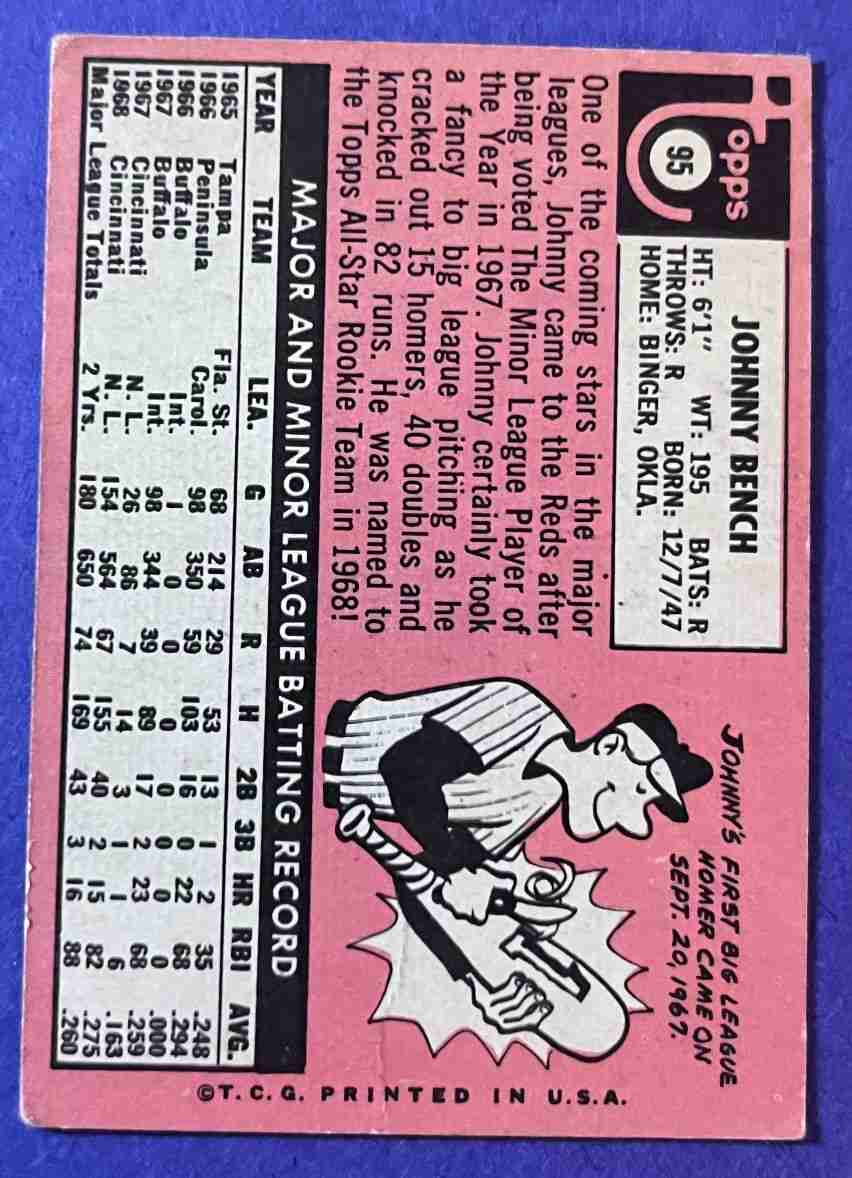 Topps
95
JOHNNY BENCH
HT: 6'1" WT: 195 BATS: R
THROWS: R BORN: 12/7/47
HOME: BINGER, OKLA.
One of the coming stars in the major
leagues, Johnny came to the Reds after
being voted The Minor League Player of
the Year in 1967. Johnny certainly took
a fancy to big league pitching as he
cracked out 15 homers, 40 doubles and
knocked in 82 runs. He was named to
the Topps All-Star Rookie Team in 1968!
JOHNNY'S FIRST BIG LEAGUE
HOMER CAME ON
SEPT. 20, 1967.
1
MAJOR AND MINOR LEAGUE BATTING RECORD
YEAR TEAM LEA. G AB R H 2B 3B HR RBI AVG.
1965 Tampa Fla. St. 68 214 29 53 13 1 2 35 .248
1966 Peninsula Carol. 98 350 59 103 16 0 22 68 .294
1966 Buffalo Int. 1 0 0 0 0 0 0 0 .000
1967 Buffalo Int. 98 344 39 89 17 2 23 68 .259
1967 Cincinnati N. L. 26 86 7 14 3 1 1 6 .163
1968 Cincinnati N. L. 154 564 67 155 40 2 15 82 .275
Major League Totals 2 Yrs. 180 650 74 169 43 3 16 88 .260
©T. C. G. PRINTED IN U.S.A.